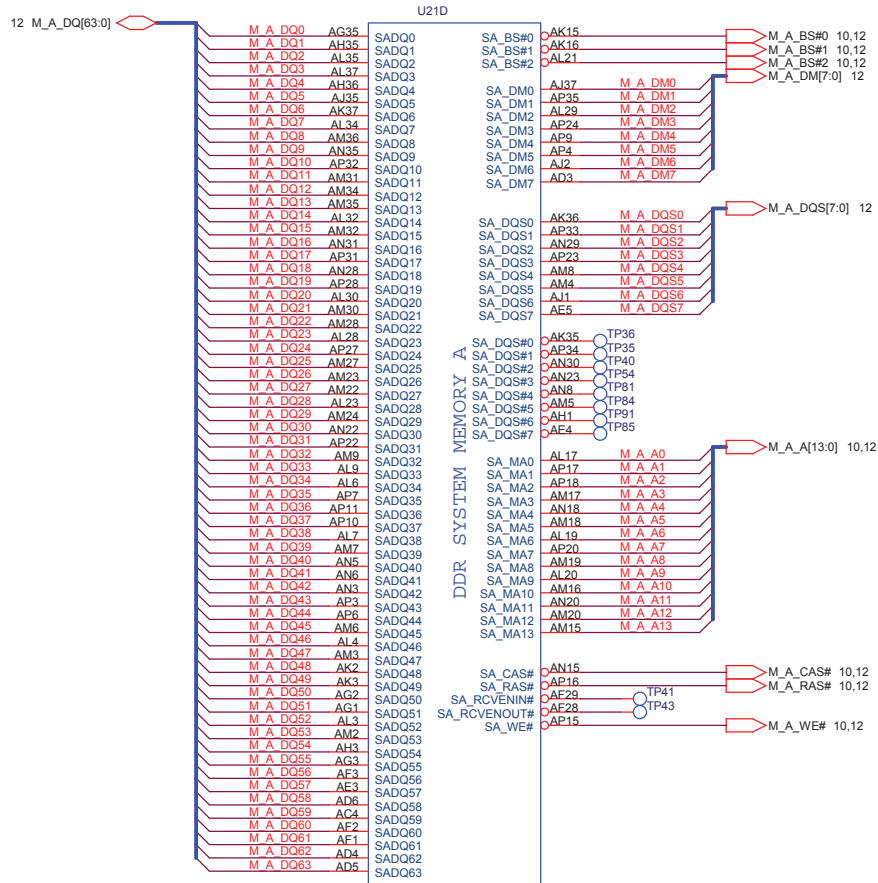 U21D
12 M_A_DQ[63:0]
M_A_DQ0 AG35 SADQ0
M_A_DQ1 AH35 SADQ1
M_A_DQ2 AL35 SADQ2
M_A_DQ3 AL37 SADQ3
M_A_DQ4 AH36 SADQ4
M_A_DQ5 AJ35 SADQ5
M_A_DQ6 AK37 SADQ6
M_A_DQ7 AL34 SADQ7
M_A_DQ8 AM36 SADQ8
M_A_DQ9 AN35 SADQ9
M_A_DQ10 AP32 SADQ10
M_A_DQ11 AM31 SADQ11
M_A_DQ12 AM34 SADQ12
M_A_DQ13 AM35 SADQ13
M_A_DQ14 AL32 SADQ14
M_A_DQ15 AM32 SADQ15
M_A_DQ16 AN31 SADQ16
M_A_DQ17 AP31 SADQ17
M_A_DQ18 AN28 SADQ18
M_A_DQ19 AP28 SADQ19
M_A_DQ20 AL30 SADQ20
M_A_DQ21 AM30 SADQ21
M_A_DQ22 AM28 SADQ22
M_A_DQ23 AL28 SADQ23
M_A_DQ24 AP27 SADQ24
M_A_DQ25 AM27 SADQ25
M_A_DQ26 AM23 SADQ26
M_A_DQ27 AM22 SADQ27
M_A_DQ28 AL23 SADQ28
M_A_DQ29 AM24 SADQ29
M_A_DQ30 AN22 SADQ30
M_A_DQ31 AP22 SADQ31
M_A_DQ32 AM9 SADQ32
M_A_DQ33 AL9 SADQ33
M_A_DQ34 AL6 SADQ34
M_A_DQ35 AP7 SADQ35
M_A_DQ36 AP11 SADQ36
M_A_DQ37 AP10 SADQ37
M_A_DQ38 AL7 SADQ38
M_A_DQ39 AM7 SADQ39
M_A_DQ40 AN5 SADQ40
M_A_DQ41 AN6 SADQ41
M_A_DQ42 AN3 SADQ42
M_A_DQ43 AP3 SADQ43
M_A_DQ44 AP6 SADQ44
M_A_DQ45 AM6 SADQ45
M_A_DQ46 AL4 SADQ46
M_A_DQ47 AM3 SADQ47
M_A_DQ48 AK2 SADQ48
M_A_DQ49 AK3 SADQ49
M_A_DQ50 AG2 SADQ50
M_A_DQ51 AG1 SADQ51
M_A_DQ52 AL3 SADQ52
M_A_DQ53 AM2 SADQ53
M_A_DQ54 AH3 SADQ54
M_A_DQ55 AG3 SADQ55
M_A_DQ56 AF3 SADQ56
M_A_DQ57 AE3 SADQ57
M_A_DQ58 AD6 SADQ58
M_A_DQ59 AC4 SADQ59
M_A_DQ60 AF2 SADQ60
M_A_DQ61 AF1 SADQ61
M_A_DQ62 AD4 SADQ62
M_A_DQ63 AD5 SADQ63
DDR SYSTEM MEMORY A
SA_BS#0 AK15 M_A_BS#0 10,12
SA_BS#1 AK16 M_A_BS#1 10,12
SA_BS#2 AL21 M_A_BS#2 10,12
M_A_DM[7:0] 12
SA_DM0 AJ37 M_A_DM0
SA_DM1 AP35 M_A_DM1
SA_DM2 AL29 M_A_DM2
SA_DM3 AP24 M_A_DM3
SA_DM4 AP9 M_A_DM4
SA_DM5 AP4 M_A_DM5
SA_DM6 AJ2 M_A_DM6
SA_DM7 AD3 M_A_DM7
M_A_DQS[7:0] 12
SA_DQS0 AK36 M_A_DQS0
SA_DQS1 AP33 M_A_DQS1
SA_DQS2 AN29 M_A_DQS2
SA_DQS3 AP23 M_A_DQS3
SA_DQS4 AM8 M_A_DQS4
SA_DQS5 AM4 M_A_DQS5
SA_DQS6 AJ1 M_A_DQS6
SA_DQS7 AE5 M_A_DQS7
SA_DQS#0 AK35 TP36
SA_DQS#1 AP34 TP35
SA_DQS#2 AN30 TP40
SA_DQS#3 AN23 TP54
SA_DQS#4 AN8 TP81
SA_DQS#5 AM5 TP84
SA_DQS#6 AH1 TP91
SA_DQS#7 AE4 TP85
M_A_A[13:0] 10,12
SA_MA0 AL17 M_A_A0
SA_MA1 AP17 M_A_A1
SA_MA2 AP18 M_A_A2
SA_MA3 AM17 M_A_A3
SA_MA4 AN18 M_A_A4
SA_MA5 AM18 M_A_A5
SA_MA6 AL19 M_A_A6
SA_MA7 AP20 M_A_A7
SA_MA8 AM19 M_A_A8
SA_MA9 AL20 M_A_A9
SA_MA10 AM16 M_A_A10
SA_MA11 AN20 M_A_A11
SA_MA12 AM20 M_A_A12
SA_MA13 AM15 M_A_A13
SA_CAS# AN15 M_A_CAS# 10,12
SA_RAS# AP16 M_A_RAS# 10,12
SA_RCVENIN# AF29 TP41
SA_RCVENOUT# AF28 TP43
SA_WE# AP15 M_A_WE# 10,12